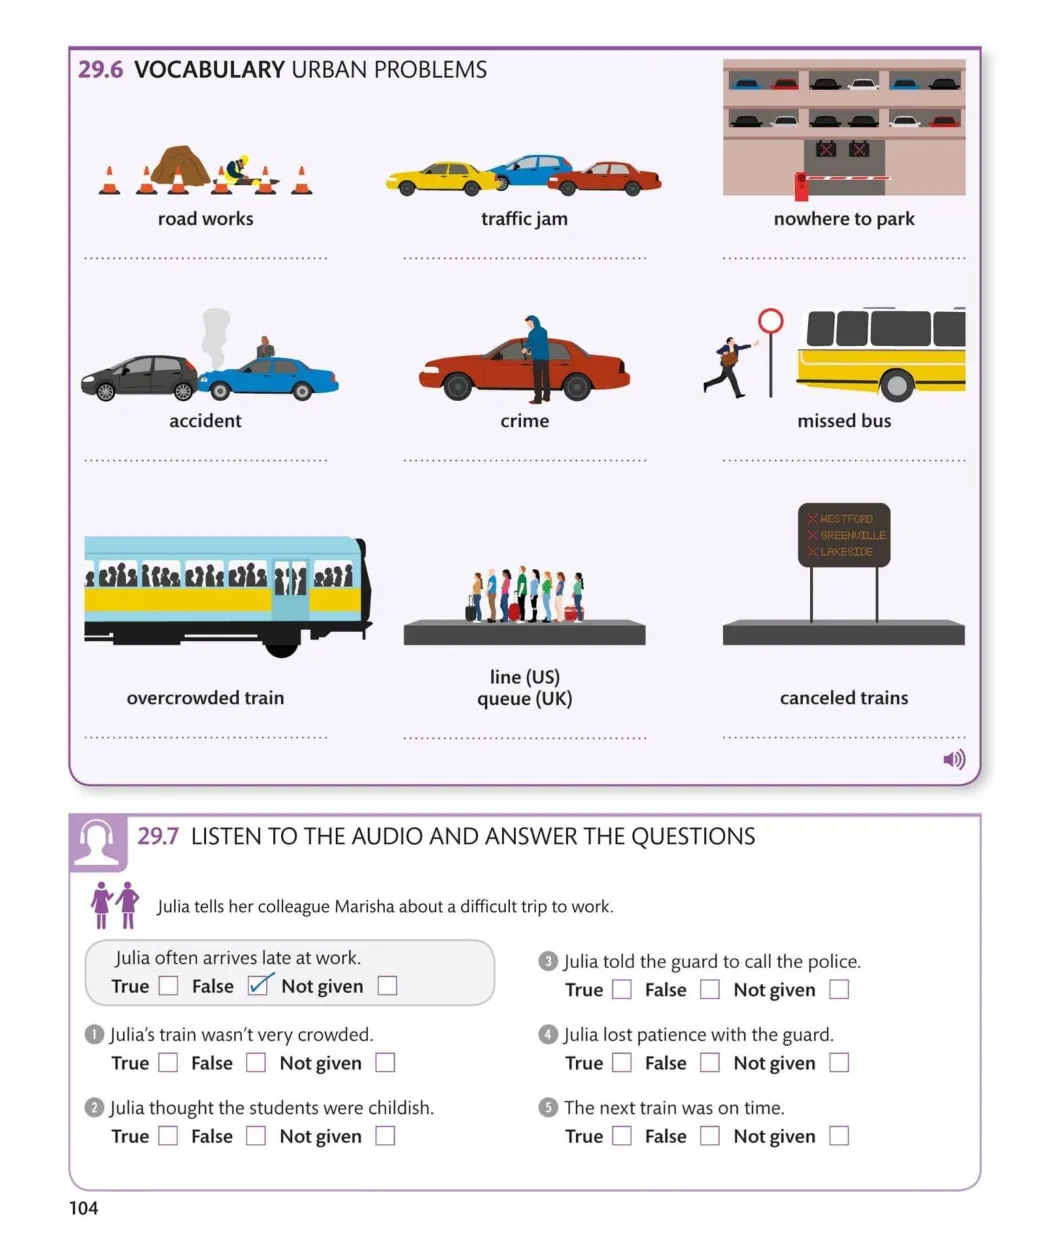 29.6 VOCABULARY URBAN PROBLEMS
road works
traffic jam
nowhere to park
accident
crime
missed bus
WESTFORD
GREENVILLE
LAKESIDE
overcrowded train
line (US)
queue (UK)
canceled trains
29.7 LISTEN TO THE AUDIO AND ANSWER THE QUESTIONS
Julia tells her colleague Marisha about a difficult trip to work.
Julia often arrives late at work.
True False Not given
1 Julia's train wasn't very crowded.
True False Not given
2 Julia thought the students were childish.
True False Not given
3 Julia told the guard to call the police.
True False Not given
4 Julia lost patience with the guard.
True False Not given
5 The next train was on time.
True False Not given
104